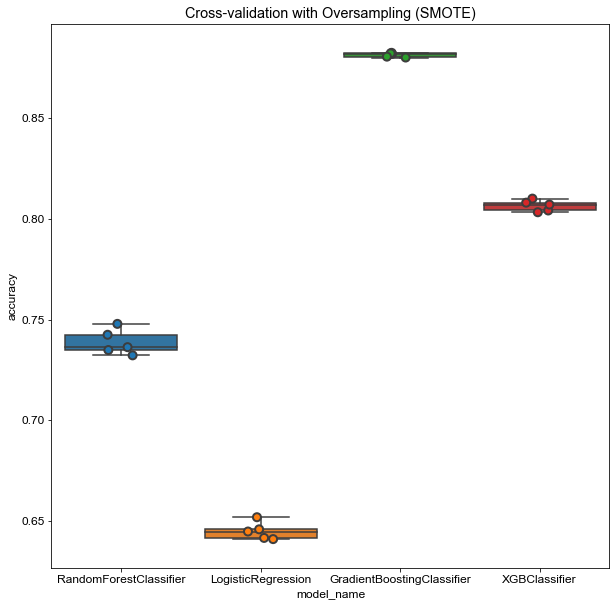 Cross-validation with Oversampling (SMOTE)
0.85
0.80
0.75
0.70
0.65
accuracy
RandomForestClassifier LogisticRegression GradientBoostingClassifier XGBClassifier
model_name